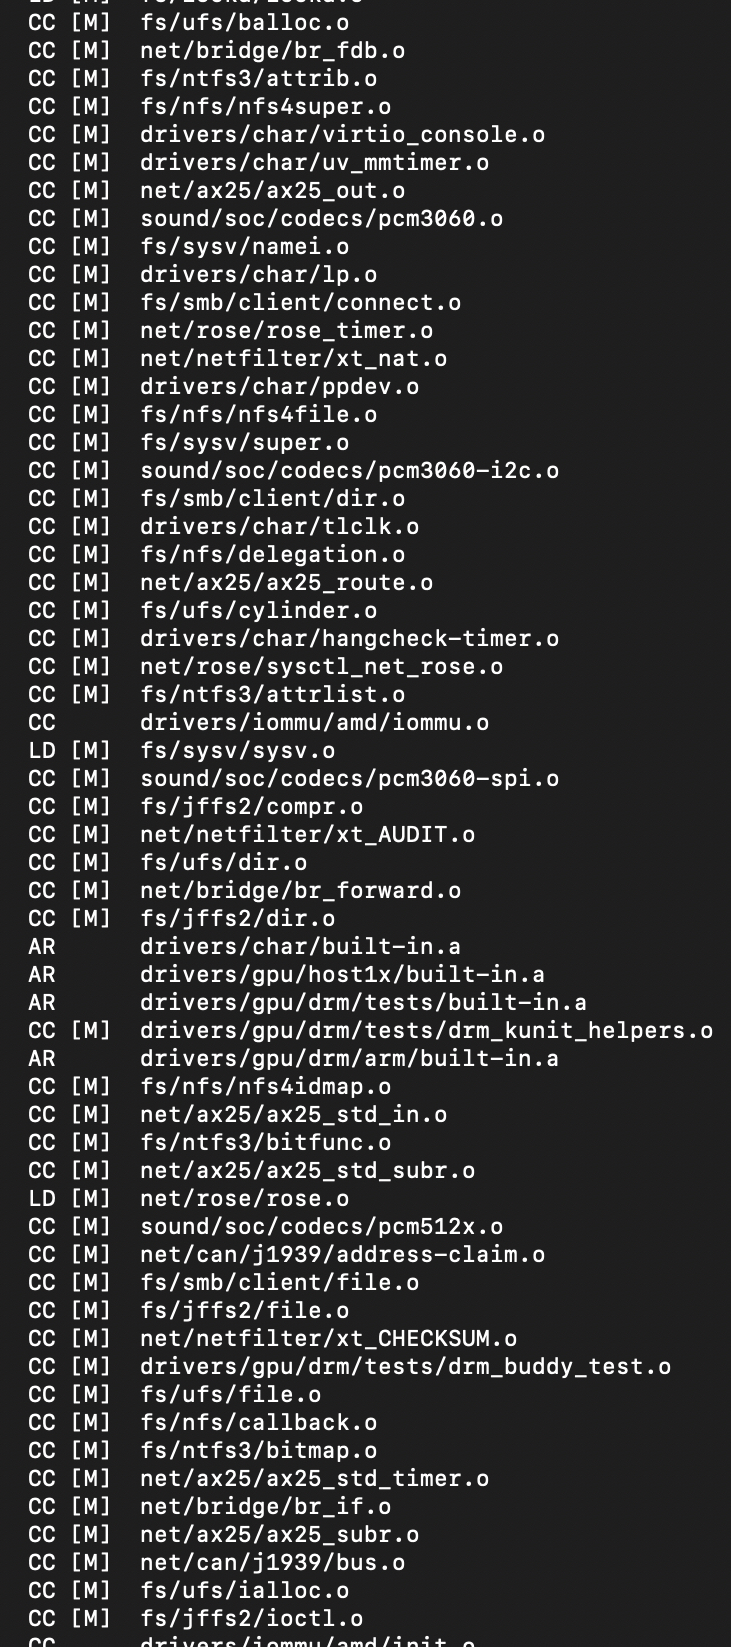 CC [M]  fs/ufs/balloc.o
CC [M]  net/bridge/br_fdb.o
CC [M]  fs/ntfs3/attrib.o
CC [M]  fs/nfs/nfs4super.o
CC [M]  drivers/char/virtio_console.o
CC [M]  drivers/char/uv_mmtimer.o
CC [M]  net/ax25/ax25_out.o
CC [M]  sound/soc/codecs/pcm3060.o
CC [M]  fs/sysv/namei.o
CC [M]  drivers/char/lp.o
CC [M]  fs/smb/client/connect.o
CC [M]  net/rose/rose_timer.o
CC [M]  net/netfilter/xt_nat.o
CC [M]  drivers/char/ppdev.o
CC [M]  fs/nfs/nfs4file.o
CC [M]  fs/sysv/super.o
CC [M]  sound/soc/codecs/pcm3060-i2c.o
CC [M]  fs/smb/client/dir.o
CC [M]  drivers/char/tlclk.o
CC [M]  fs/nfs/delegation.o
CC [M]  net/ax25/ax25_route.o
CC [M]  fs/ufs/cylinder.o
CC [M]  drivers/char/hangcheck-timer.o
CC [M]  net/rose/sysctl_net_rose.o
CC [M]  fs/ntfs3/attrlist.o
CC      drivers/iommu/amd/iommu.o
LD [M]  fs/sysv/sysv.o
CC [M]  sound/soc/codecs/pcm3060-spi.o
CC [M]  fs/jffs2/compr.o
CC [M]  net/netfilter/xt_AUDIT.o
CC [M]  fs/ufs/dir.o
CC [M]  net/bridge/br_forward.o
CC [M]  fs/jffs2/dir.o
AR      drivers/char/built-in.a
AR      drivers/gpu/host1x/built-in.a
AR      drivers/gpu/drm/tests/built-in.a
CC [M]  drivers/gpu/drm/tests/drm_kunit_helpers.o
AR      drivers/gpu/drm/arm/built-in.a
CC [M]  fs/nfs/nfs4idmap.o
CC [M]  net/ax25/ax25_std_in.o
CC [M]  fs/ntfs3/bitfunc.o
CC [M]  net/ax25/ax25_std_subr.o
LD [M]  net/rose/rose.o
CC [M]  sound/soc/codecs/pcm512x.o
CC [M]  net/can/j1939/address-claim.o
CC [M]  fs/smb/client/file.o
CC [M]  fs/jffs2/file.o
CC [M]  net/netfilter/xt_CHECKSUM.o
CC [M]  drivers/gpu/drm/tests/drm_buddy_test.o
CC [M]  fs/ufs/file.o
CC [M]  fs/nfs/callback.o
CC [M]  fs/ntfs3/bitmap.o
CC [M]  net/ax25/ax25_std_timer.o
CC [M]  net/bridge/br_if.o
CC [M]  net/ax25/ax25_subr.o
CC [M]  net/can/j1939/bus.o
CC [M]  fs/ufs/ialloc.o
CC [M]  fs/jffs2/ioctl.o
CC      drivers/iommu/amd/init.o